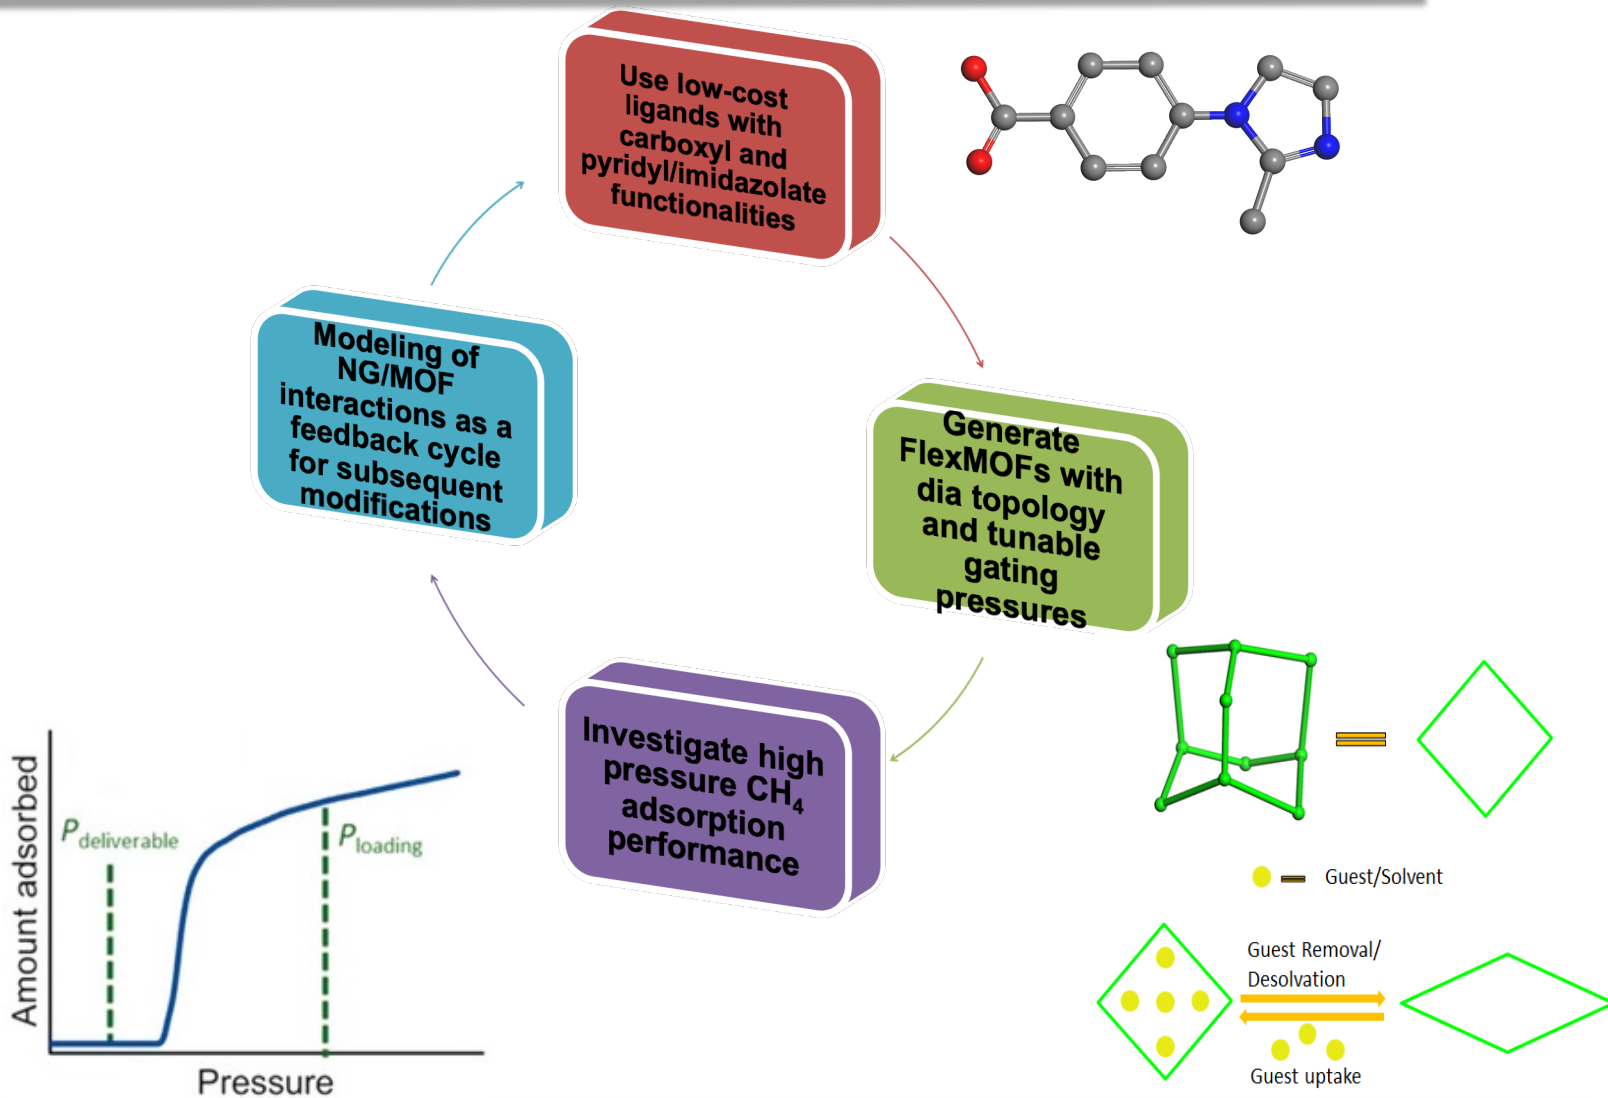 Use low-cost
ligands with
carboxyl and
pyridyl/imidazolate
functionalities
Generate
FlexMOFs with
dia topology
and tunable
gating
pressures
Investigate high
pressure CH₄
adsorption
performance
Modeling of
NG/MOF
interactions as a
feedback cycle
for subsequent
modifications
Amount adsorbed
Pdeliverable
Ploading
Pressure
Guest/Solvent
Guest Removal/
Desolvation
Guest uptake